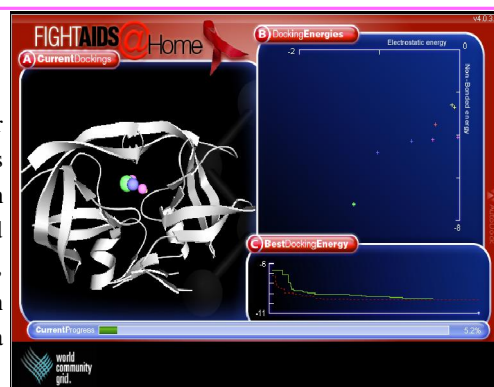 v4.0.3
FIGHTAIDS@Home
A CurrentDockings
B DockingEnergies
Electrostatic energy
-2
0
Non-Bonded energy
-8
C BestDockingEnergy
-6
-11
CurrentProgress
5.2%
world
community
grid.